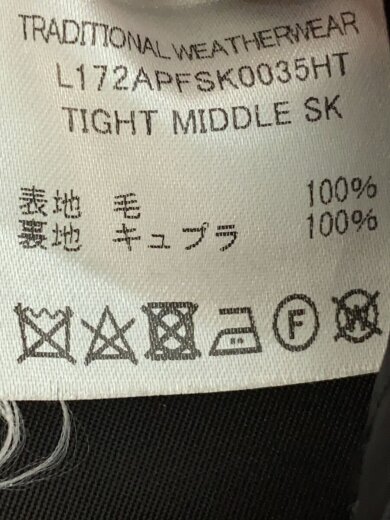 TRADITIONAL WEATHERWEAR
L172APFSK0035HT
TIGHT MIDDLE SK
表地 毛 100%
裏地 キュプラ 100%
F
W